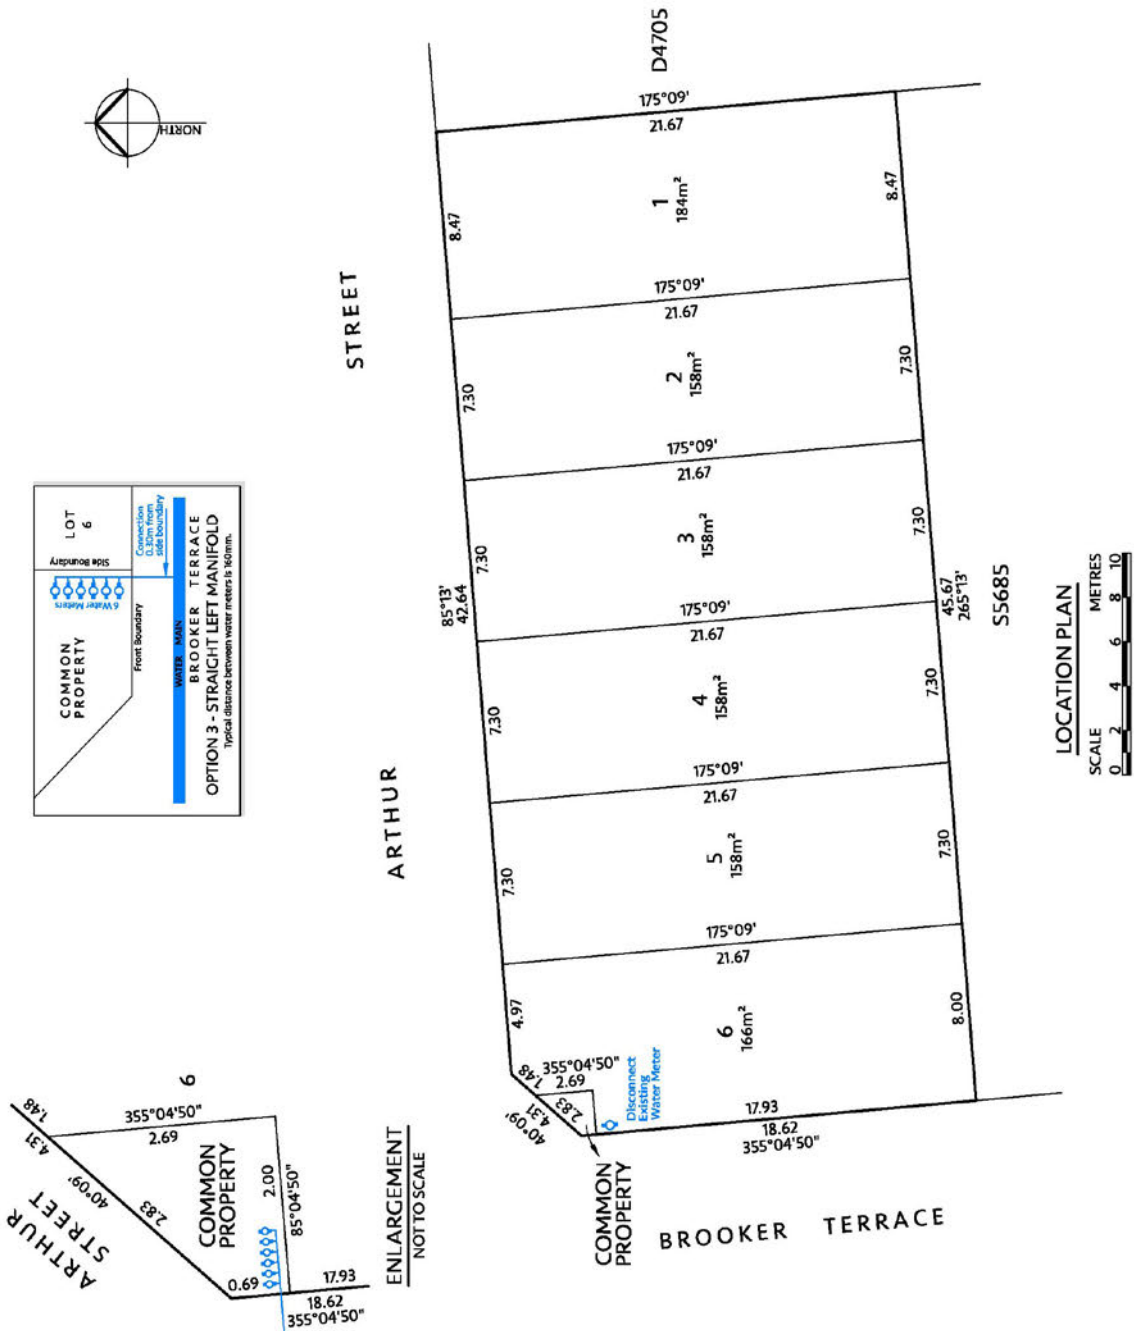 NORTH
D4705
175°09'
21.67
8.47
1
184m²
8.47
STREET
175°09'
21.67
7.30
2
158m²
7.30
175°09'
21.67
7.30
3
158m²
7.30
85°13'
42.64
175°09'
21.67
45.67
265°13'
S5685
7.30
4
158m²
7.30
ARTHUR
175°09'
21.67
7.30
5
158m²
7.30
175°09'
21.67
4.97
6
166m²
8.00
1.48
355°04'50"
2.69
40°09'
4.31
2.83
Disconnect
Existing
Water Meter
17.93
18.62
355°04'50"
COMMON
PROPERTY
BROOKER TERRACE
COMMON
PROPERTY
LOT
6
Side Boundary
6 Water Meters
Connection
0.30m from
side boundary
Front Boundary
WATER MAIN
BROOKER TERRACE
OPTION 3 - STRAIGHT LEFT MANIFOLD
Typical distance between water meters is 160mm.
ARTHUR
STREET
1.48
4.31
40°09'
2.83
6
355°04'50"
2.69
COMMON
PROPERTY
2.00
85°04'50"
0.69
17.93
18.62
355°04'50"
ENLARGEMENT
NOT TO SCALE
LOCATION PLAN
SCALE METRES
0 2 4 6 8 10